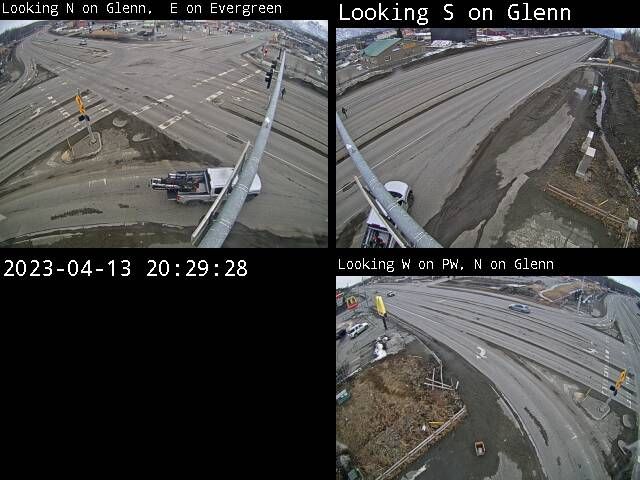 Looking N on Glenn, E on Evergreen
Looking S on Glenn
2023-04-13 20:29:28
Looking W on PW, N on Glenn